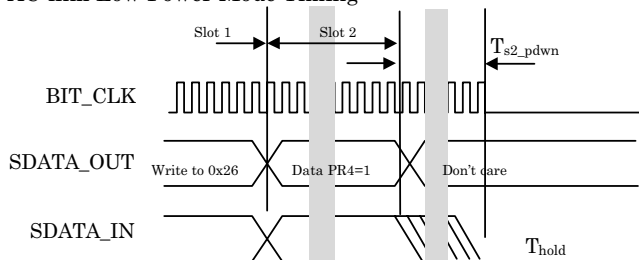 AC-link Low Power Mode Timing
Slot 1
Slot 2
Ts2_pdwn
BIT_CLK
SDATA_OUT
Write to 0x26
Data PR4=1
Don't care
SDATA_IN
Thold